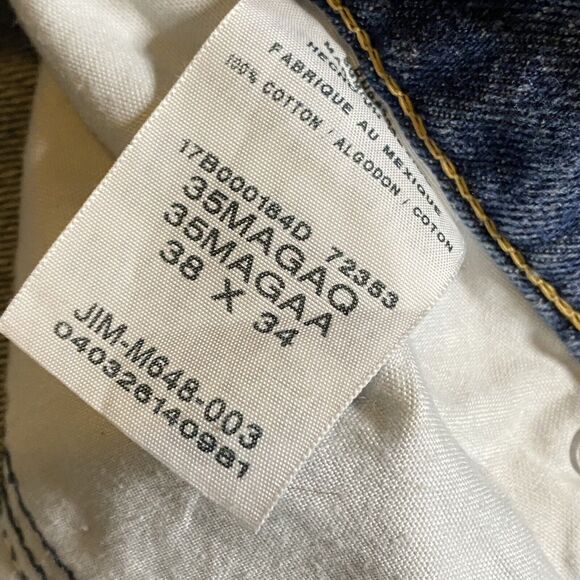 FABRIQUE AU MEXIQUE
100% COTTON / ALGODON / COTON
17B000184D 72353
35MAGAQ
35MAGAA
38 X 34
JIM-M648-003
040326140981